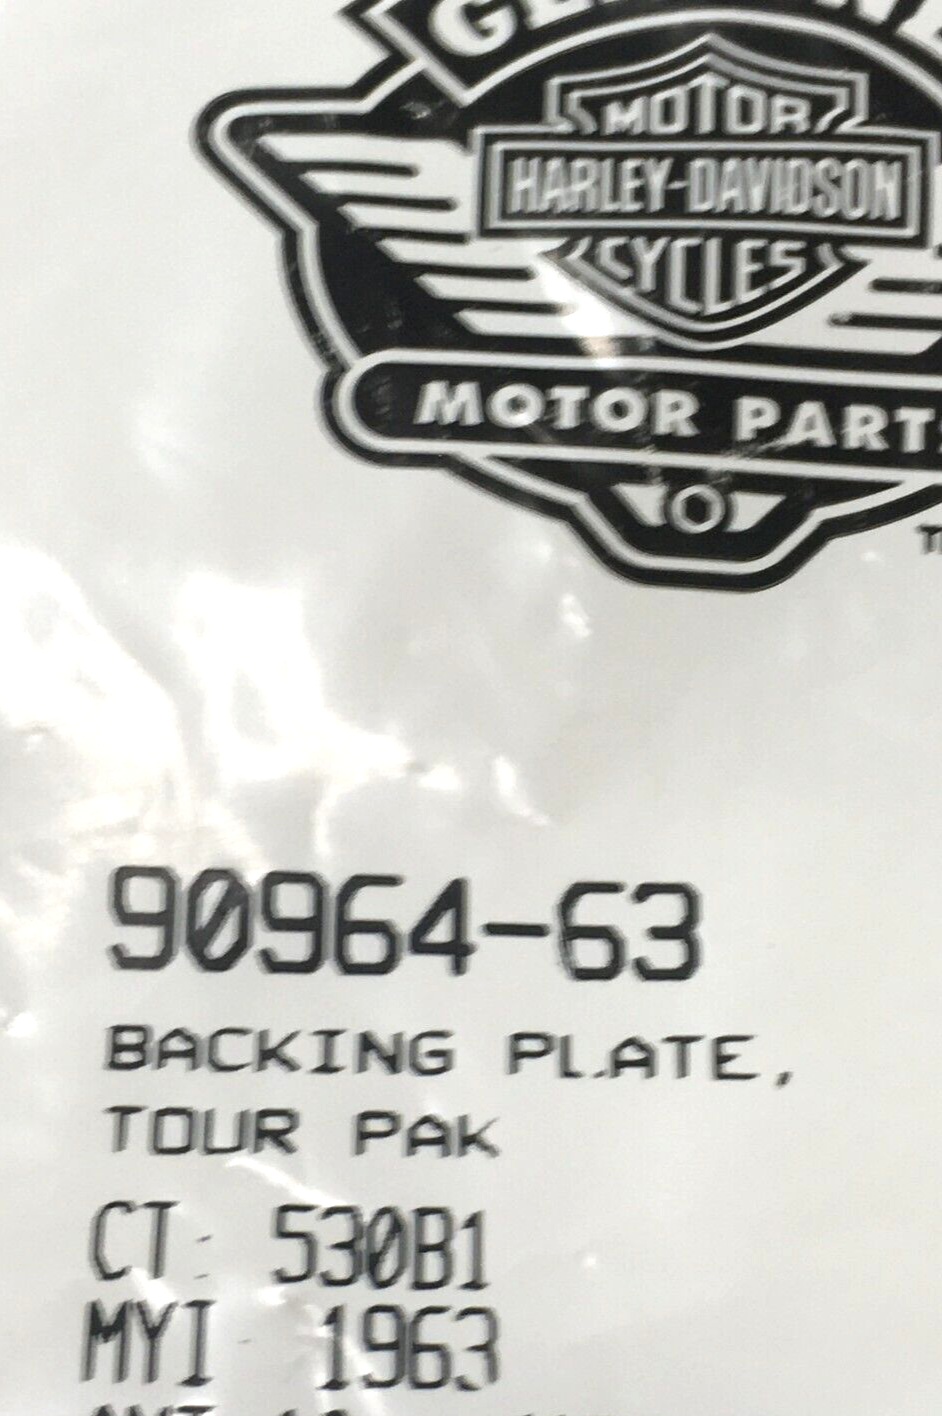 MOTOR
HARLEY-DAVIDSON
CYCLES
MOTOR PARTS
90964-63
BACKING PLATE,
TOUR PAK
CT: 530B1
MYI 1963